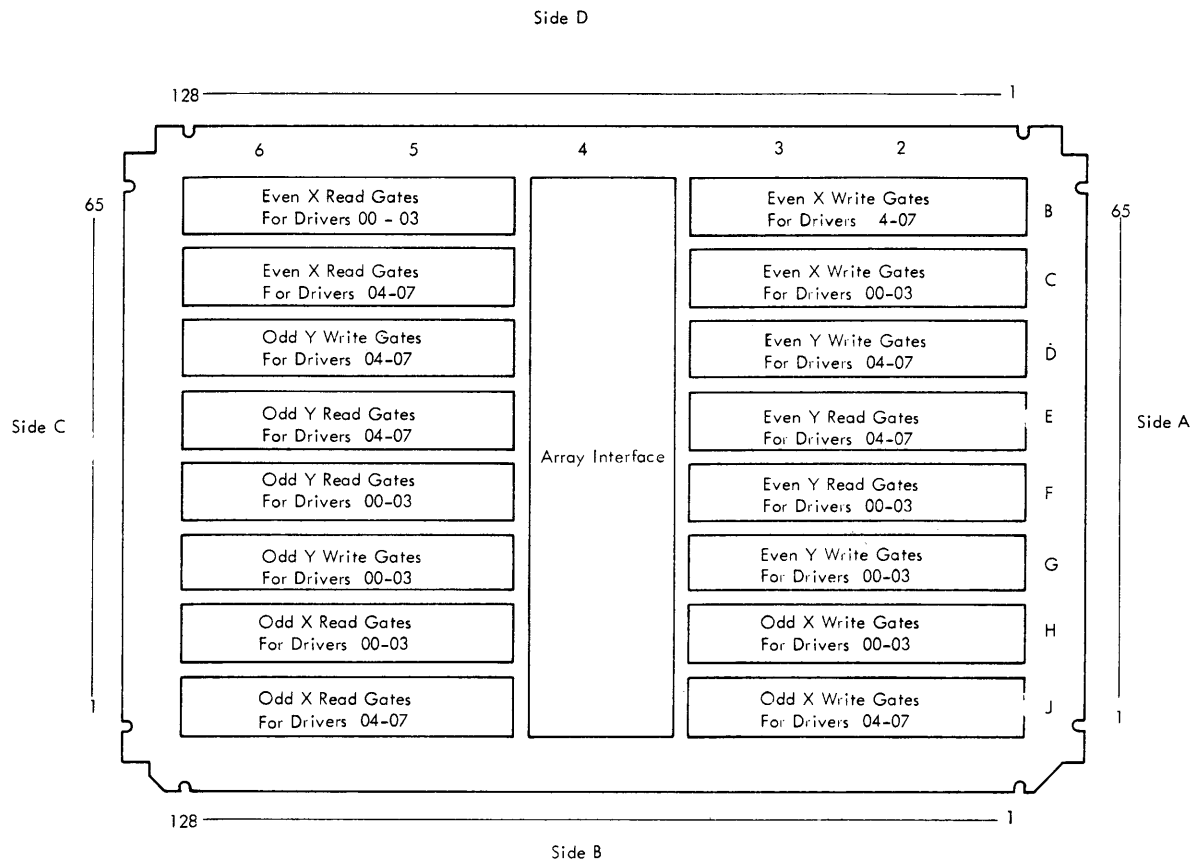 Side D
128 1
6 5 4 3 2
Even X Read Gates
For Drivers 00 - 03
Even X Write Gates
For Drivers 4-07
B
65
65
Even X Read Gates
For Drivers 04-07
Even X Write Gates
For Drivers 00-03
C
Odd Y Write Gates
For Drivers 04-07
Even Y Write Gates
For Drivers 04-07
D
Side C
Odd Y Read Gates
For Drivers 04-07
Even Y Read Gates
For Drivers 04-07
E
Side A
Array Interface
Odd Y Read Gates
For Drivers 00-03
Even Y Read Gates
For Drivers 00-03
F
Odd Y Write Gates
For Drivers 00-03
Even Y Write Gates
For Drivers 00-03
G
Odd X Read Gates
For Drivers 00-03
Odd X Write Gates
For Drivers 00-03
H
Odd X Read Gates
For Drivers 04-07
Odd X Write Gates
For Drivers 04-07
J
1
1
128 1
Side B